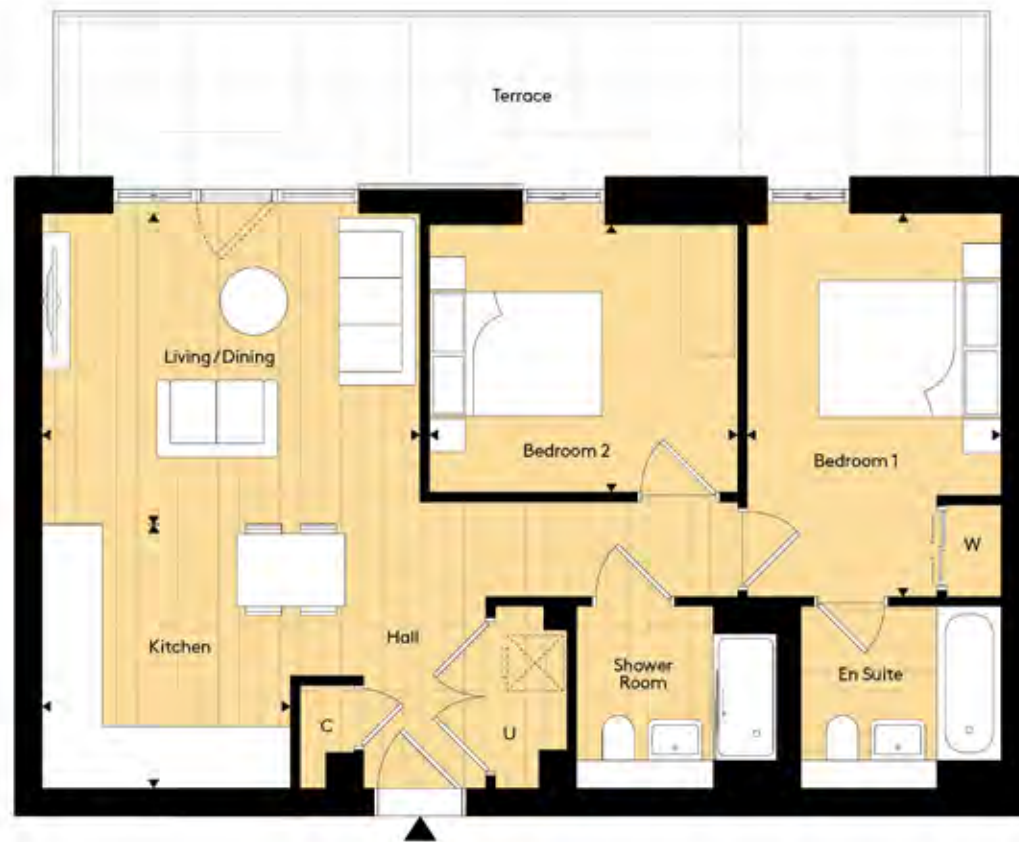 Terrace
Living/Dining
Bedroom 2
Bedroom 1
W
Kitchen
Hall
Shower
Room
En Suite
C
U